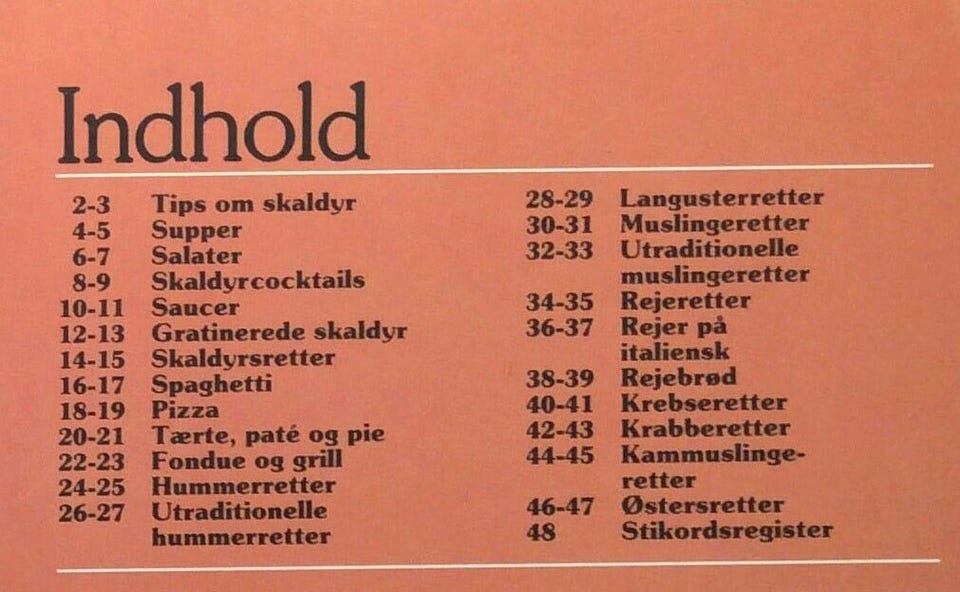 Indhold
2-3 Tips om skaldyr
4-5 Supper
6-7 Salater
8-9 Skaldyrcocktails
10-11 Saucer
12-13 Gratinerede skaldyr
14-15 Skaldyrsretter
16-17 Spaghetti
18-19 Pizza
20-21 Tærte, paté og pie
22-23 Fondue og grill
24-25 Hummerretter
26-27 Utraditionelle
hummerretter
28-29 Langusterretter
30-31 Muslingeretter
32-33 Utraditionelle
muslingeretter
34-35 Rejeretter
36-37 Rejer på
italiensk
38-39 Rejebrød
40-41 Krebseretter
42-43 Krabberetter
44-45 Kammuslinge-
retter
46-47 Østersretter
48 Stikordsregister